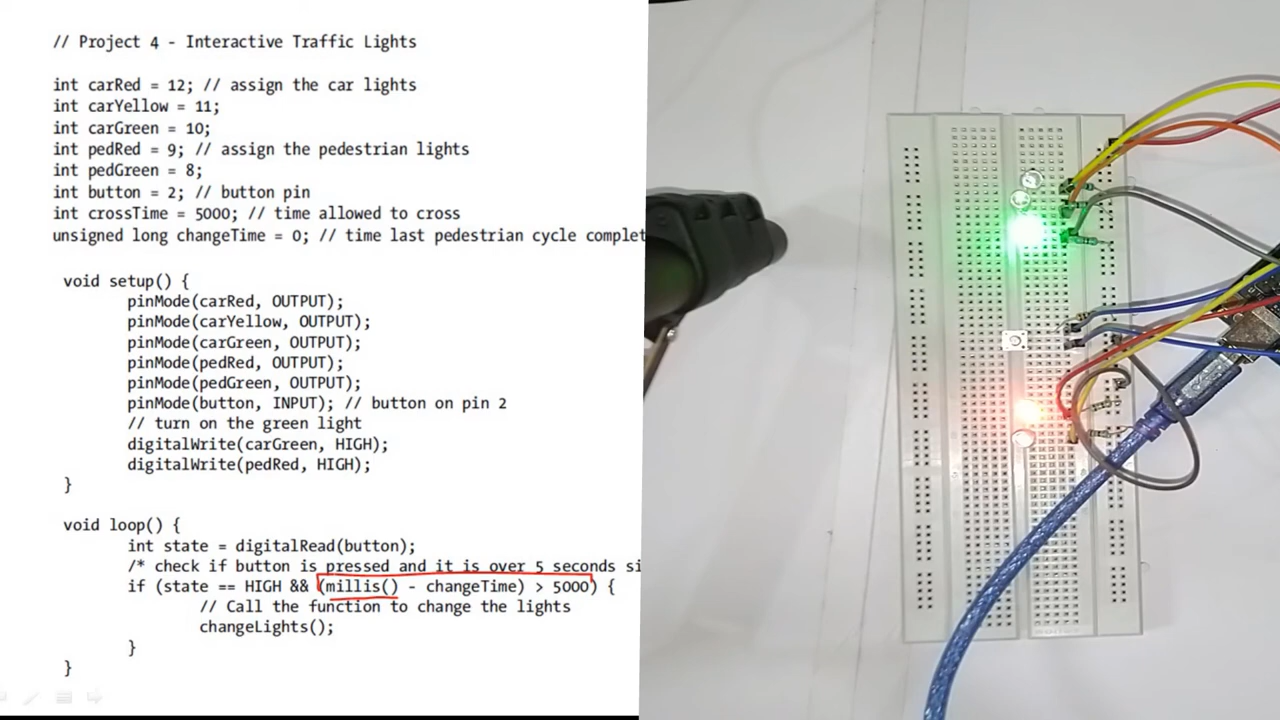 // Project 4 - Interactive Traffic Lights
int carRed = 12; // assign the car lights
int carYellow = 11;
int carGreen = 10;
int pedRed = 9; // assign the pedestrian lights
int pedGreen = 8;
int button = 2; // button pin
int crossTime = 5000; // time allowed to cross
unsigned long changeTime = 0; // time last pedestrian cycle complet
void setup() {
pinMode(carRed, OUTPUT);
pinMode(carYellow, OUTPUT);
pinMode(carGreen, OUTPUT);
pinMode(pedRed, OUTPUT);
pinMode(pedGreen, OUTPUT);
pinMode(button, INPUT); // button on pin 2
// turn on the green light
digitalWrite(carGreen, HIGH);
digitalWrite(pedRed, HIGH);
}
void loop() {
int state = digitalRead(button);
/* check if button is pressed and it is over 5 seconds si
if (state == HIGH && (millis() - changeTime) > 5000) {
// Call the function to change the lights
changeLights();
}
}